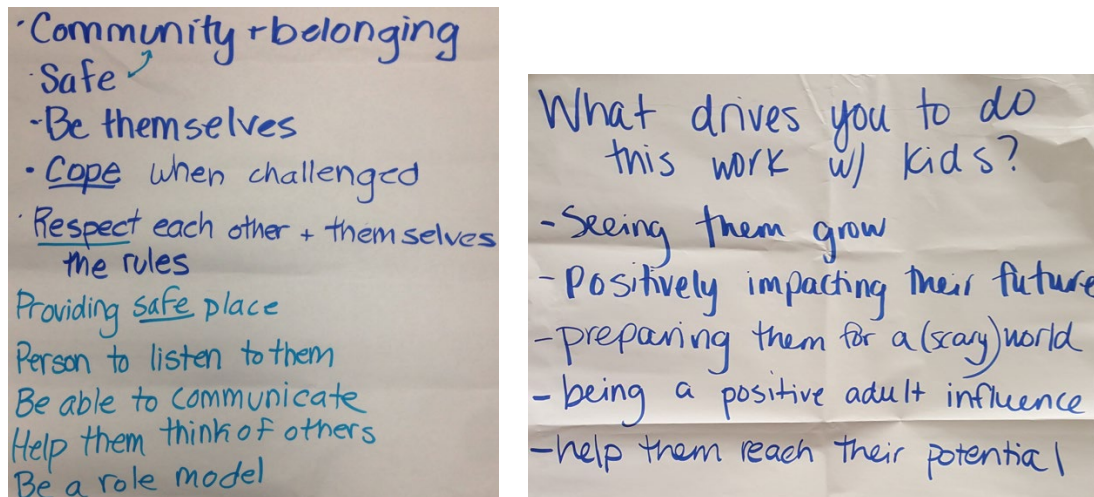 · Community + belonging
· Safe
- Be themselves
· Cope when challenged
· Respect each other + themselves
the rules
Providing safe place
Person to listen to them
Be able to communicate
Help them think of others
Be a role model
What drives you to do
this work w/ kids?
- Seeing them grow
- Positively impacting their future
- preparing them for a (scary) world
- being a positive adult influence
- help them reach their potential